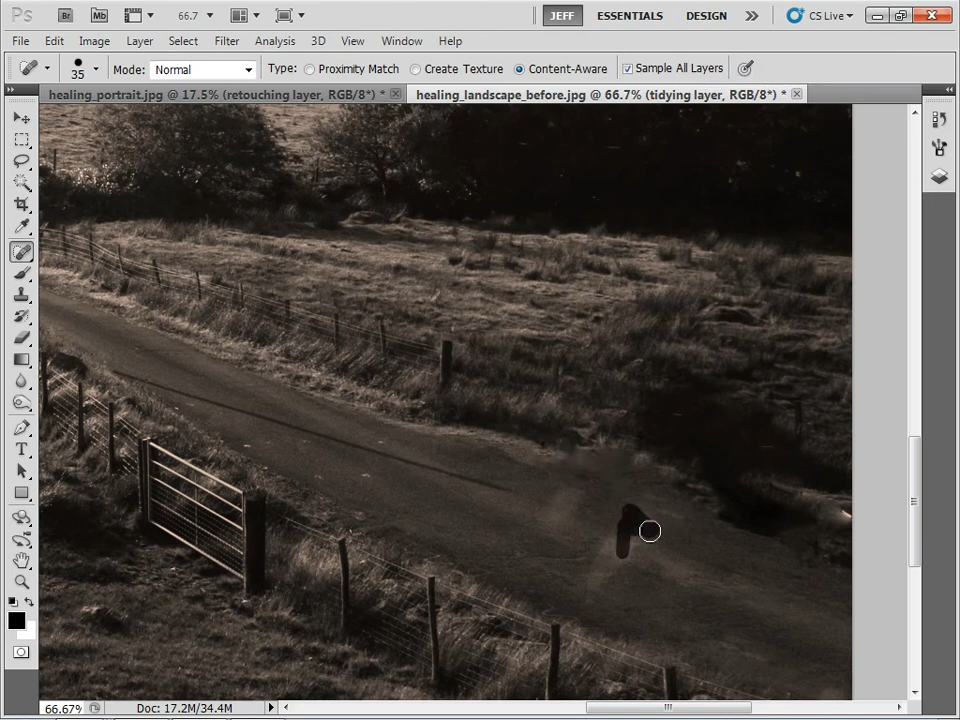 Ps Br Mb 66.7 JEFF ESSENTIALS DESIGN CS Live
File Edit Image Layer Select Filter Analysis 3D View Window Help
35 Mode: Normal Type: Proximity Match Create Texture Content-Aware Sample All Layers
healing_portrait.jpg @ 17.5% (retouching layer, RGB/8*) * healing_landscape_before.jpg @ 66.7% (tidying layer, RGB/8*) *
T
66.67% Doc: 17.2M/34.4M